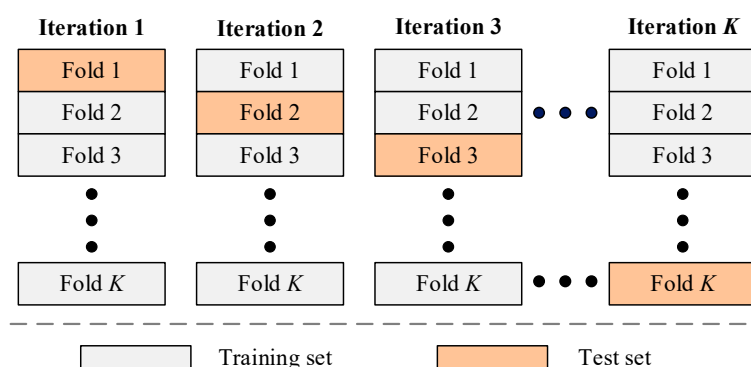 Iteration 1 Iteration 2 Iteration 3 Iteration K
Fold 1 Fold 1 Fold 1 Fold 1
Fold 2 Fold 2 Fold 2 Fold 2
Fold 3 Fold 3 Fold 3 Fold 3
Fold K Fold K Fold K Fold K
Training set Test set